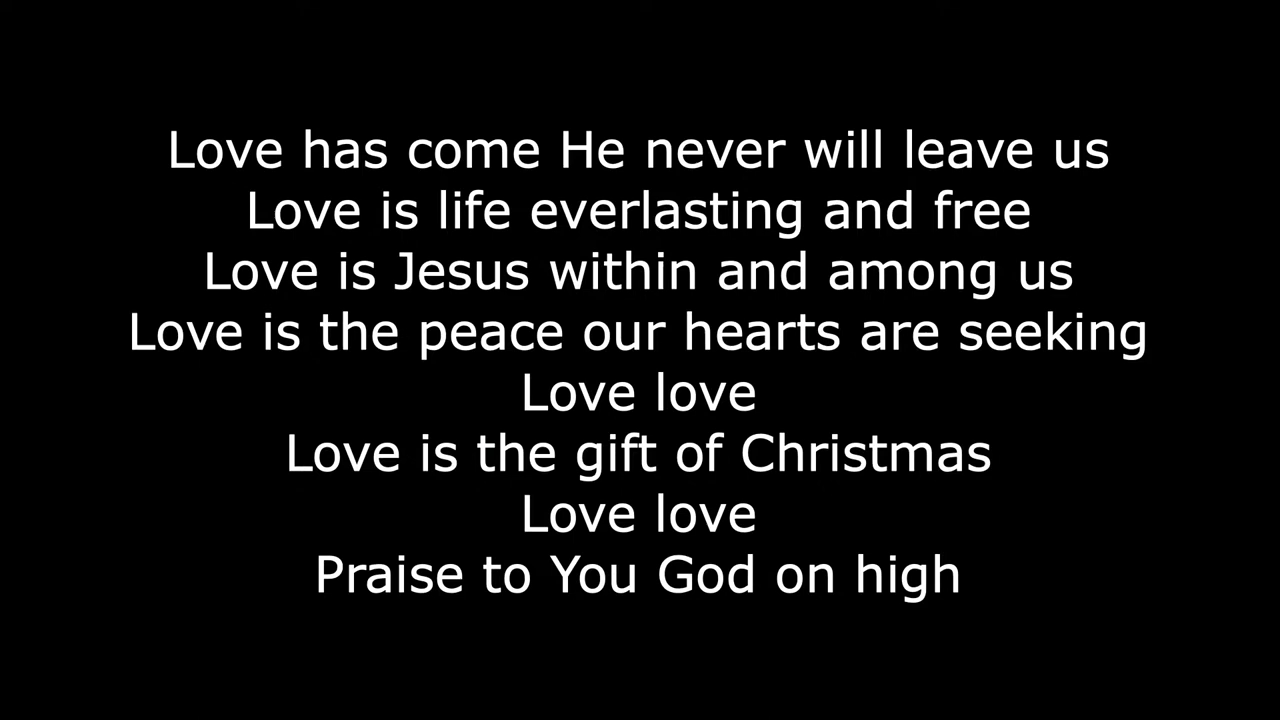 Love has come He never will leave us
Love is life everlasting and free
Love is Jesus within and among us
Love is the peace our hearts are seeking
Love love
Love is the gift of Christmas
Love love
Praise to You God on high